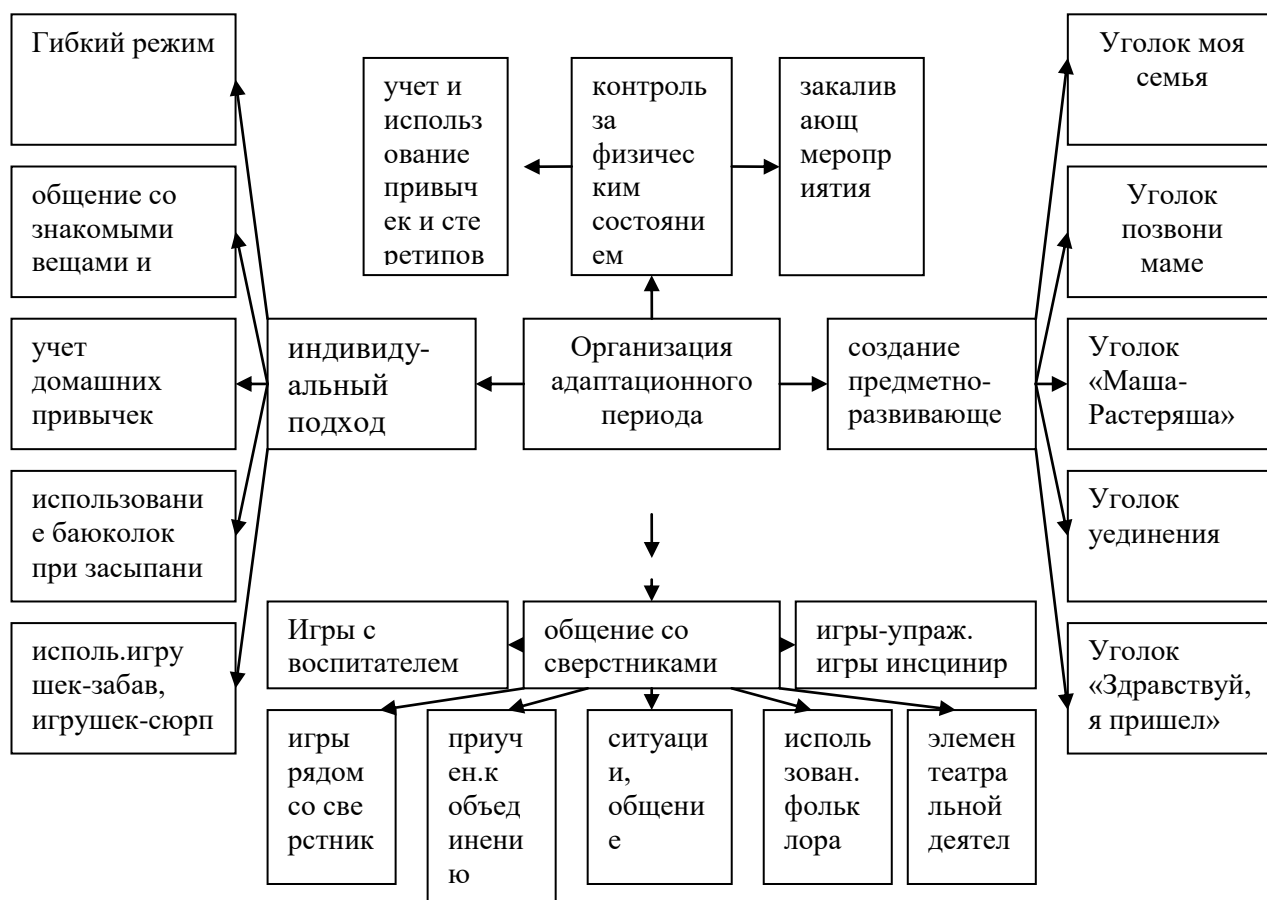 Гибкий режим
учет и
использ
ование
привыч
ек и сте
ретипов
контроль
за
физичес
ким
состояни
ем
закалив
ающ
меропр
иятия
Уголок моя
семья
общение со
знакомыми
вещами и
Уголок
позвони
маме
учет
домашних
привычек
индивиду-
альный
подход
Организация
адаптационного
периода
создание
предметно-
развивающе
Уголок
«Маша-
Растеряша»
использовани
е баюколок
при засыпани
Уголок
уединения
исполь.игру
шек-забав,
игрушек-сюрп
Игры с
воспитателем
общение со
сверстниками
игры-упраж.
игры инсцинир
Уголок
«Здравствуй,
я пришел»
игры
рядом
со све
рстник
приуч
ен.к
объед
инени
ю
ситуаци
и,
общени
е
исполь
зован.
фольк
лора
элемен
театра
льной
деятел